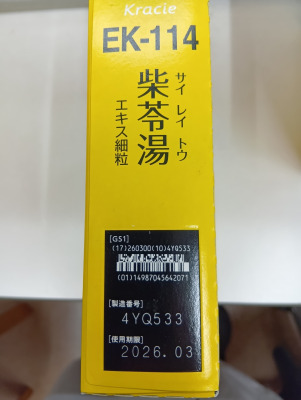 Kracie
EK-114
柴苓湯
サイ レイ トウ
エキス細粒
[GS1]
(17)260300(10)4YQ533
(01)14987045642071
[製造番号]
4YQ533
[使用期限]
2026.03